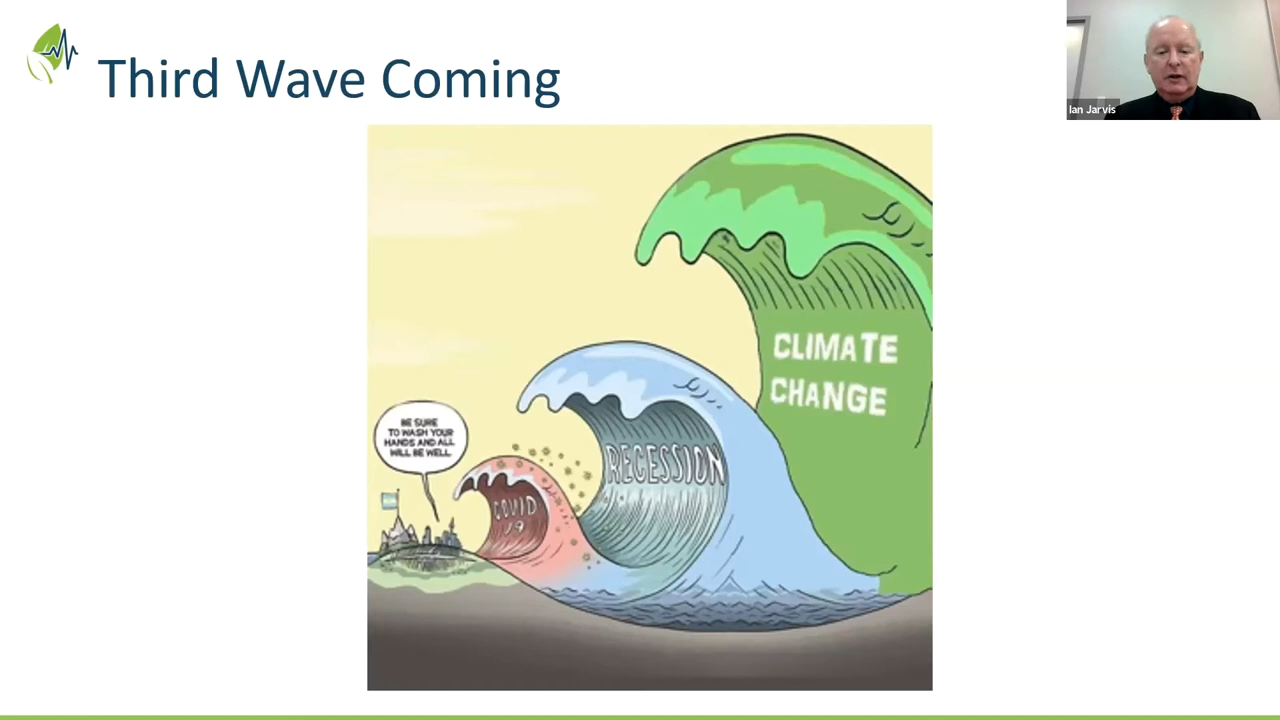 Third Wave Coming
Ian Jarvis
CLIMATE
CHANGE
BE SURE
TO WASH YOUR
HANDS AND ALL
WILL BE WELL.
RECESSION
COVID
19